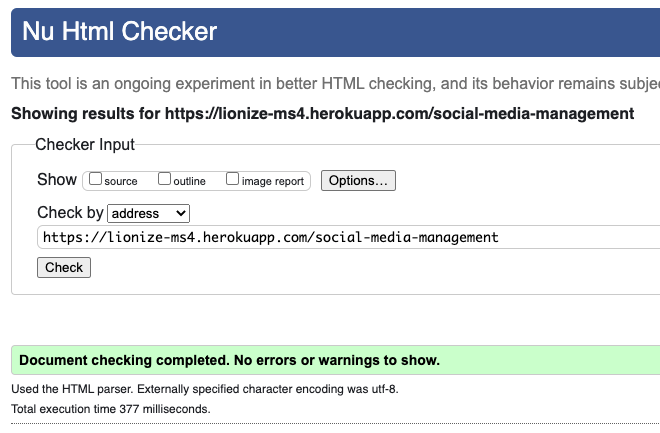 Nu Html Checker
This tool is an ongoing experiment in better HTML checking, and its behavior remains
Showing results for https://lionize-ms4.herokuapp.com/social-media-management
Checker Input
Show source outline image report Options...
Check by address
https://lionize-ms4.herokuapp.com/social-media-management
Check
Document checking completed. No errors or warnings to show.
Used the HTML parser. Externally specified character encoding was utf-8.
Total execution time 377 milliseconds.